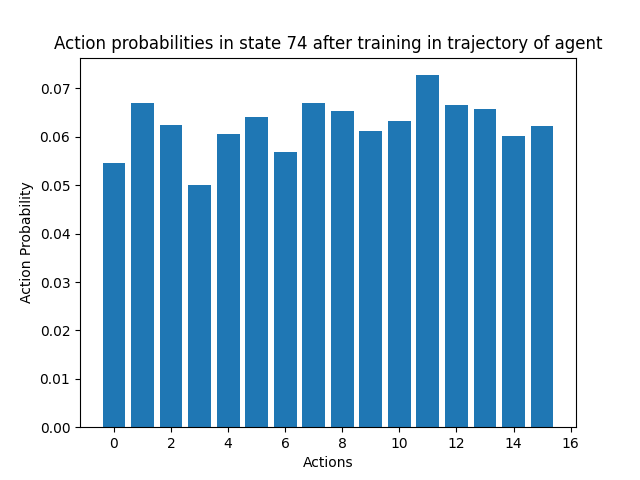 Action probabilities in state 74 after training in trajectory of agent
0.07
0.06
0.05
0.04
0.03
0.02
0.01
0.00
Action Probability
0 2 4 6 8 10 12 14 16
Actions